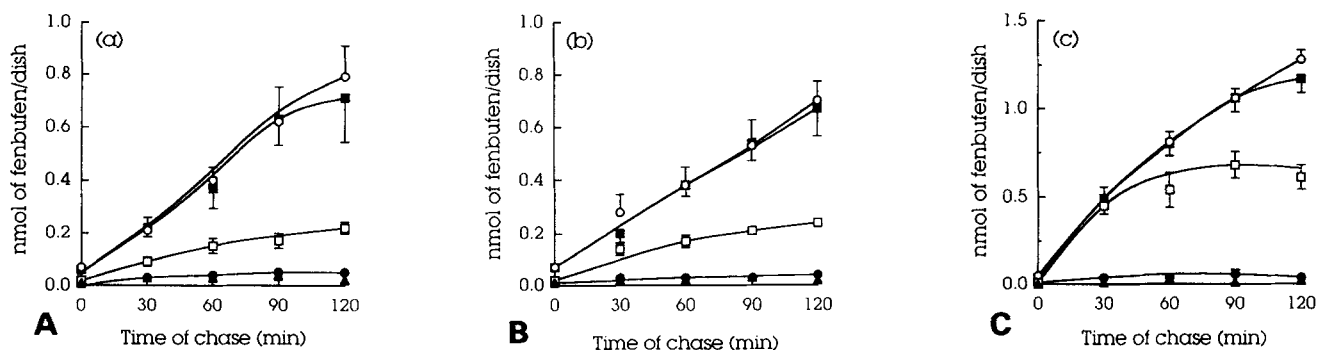 1.0
0.8
0.6
0.4
0.2
0.0
nmol of fenbufen/dish
(a)
0 30 60 90 120
Time of chase (min)
A
1.0
0.8
0.6
0.4
0.2
0.0
nmol of fenbufen/dish
(b)
0 30 60 90 120
Time of chase (min)
B
1.5
1.0
0.5
0.0
nmol of fenbufen/dish
(c)
0 30 60 90 120
Time of chase (min)
C